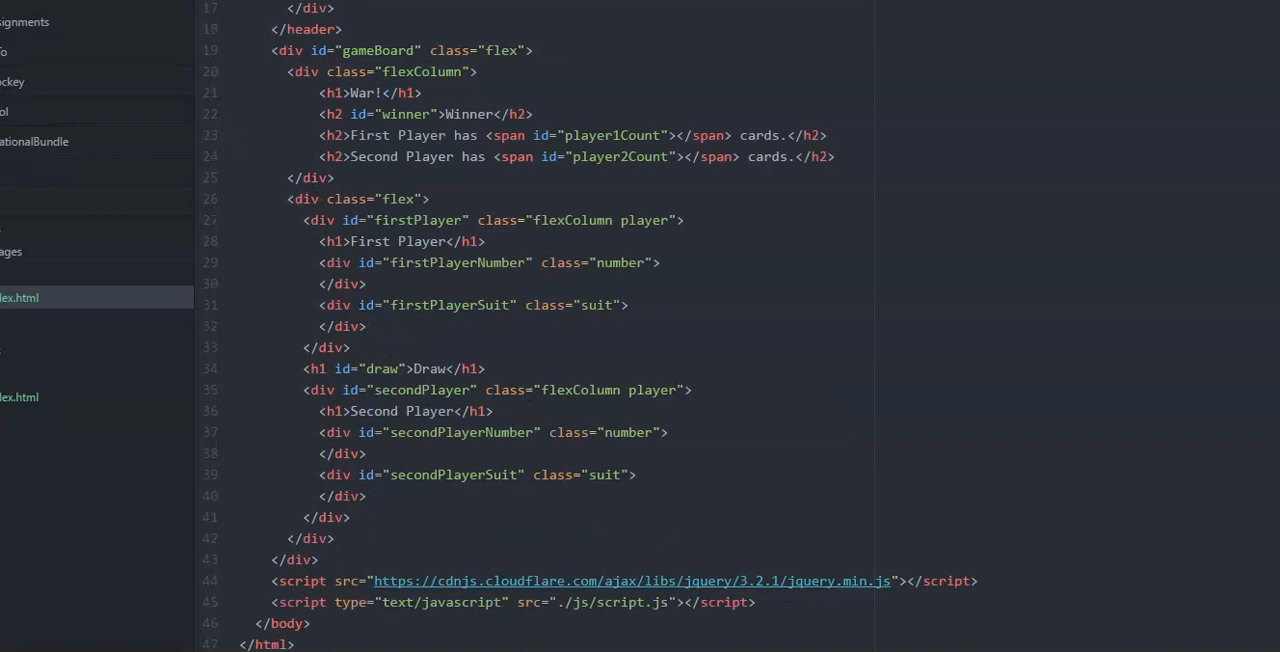 signments
To
ockey
ol
ationalBundle
ages
lex.html
lex.html
17 </div>
18 </header>
19 <div id="gameBoard" class="flex">
20 <div class="flexColumn">
21 <h1>War!</h1>
22 <h2 id="winner">Winner</h2>
23 <h2>First Player has <span id="player1Count"></span> cards.</h2>
24 <h2>Second Player has <span id="player2Count"></span> cards.</h2>
25 </div>
26 <div class="flex">
27 <div id="firstPlayer" class="flexColumn player">
28 <h1>First Player</h1>
29 <div id="firstPlayerNumber" class="number">
30 </div>
31 <div id="firstPlayerSuit" class="suit">
32 </div>
33 </div>
34 <h1 id="draw">Draw</h1>
35 <div id="secondPlayer" class="flexColumn player">
36 <h1>Second Player</h1>
37 <div id="secondPlayerNumber" class="number">
38 </div>
39 <div id="secondPlayerSuit" class="suit">
40 </div>
41 </div>
42 </div>
43 </div>
44 <script src="https://cdnjs.cloudflare.com/ajax/libs/jquery/3.2.1/jquery.min.js"></script>
45 <script type="text/javascript" src="./js/script.js"></script>
46 </body>
47 </html>